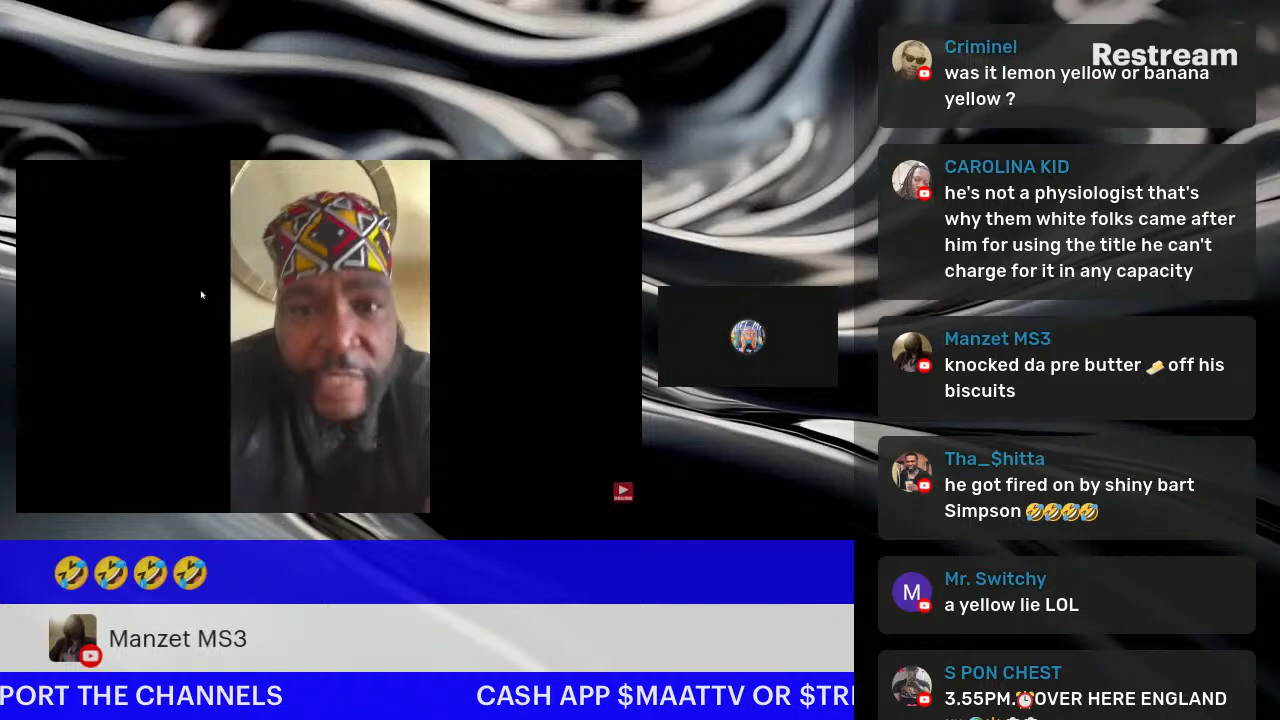 Restream
Criminel
was it lemon yellow or banana
yellow ?
CAROLINA KID
he's not a physiologist that's
why them white folks came after
him for using the title he can't
charge for it in any capacity
Manzet MS3
knocked da pre butter 🧈 off his
biscuits
Tha_$hitta
he got fired on by shiny bart
Simpson 🤣🤣🤣🤣
M
Mr. Switchy
a yellow lie LOL
S PON CHEST
3.55PM.⏰OVER HERE ENGLAND
🤣🤣🤣🤣
Manzet MS3
PORT THE CHANNELS CASH APP $MAATTV OR $TRI